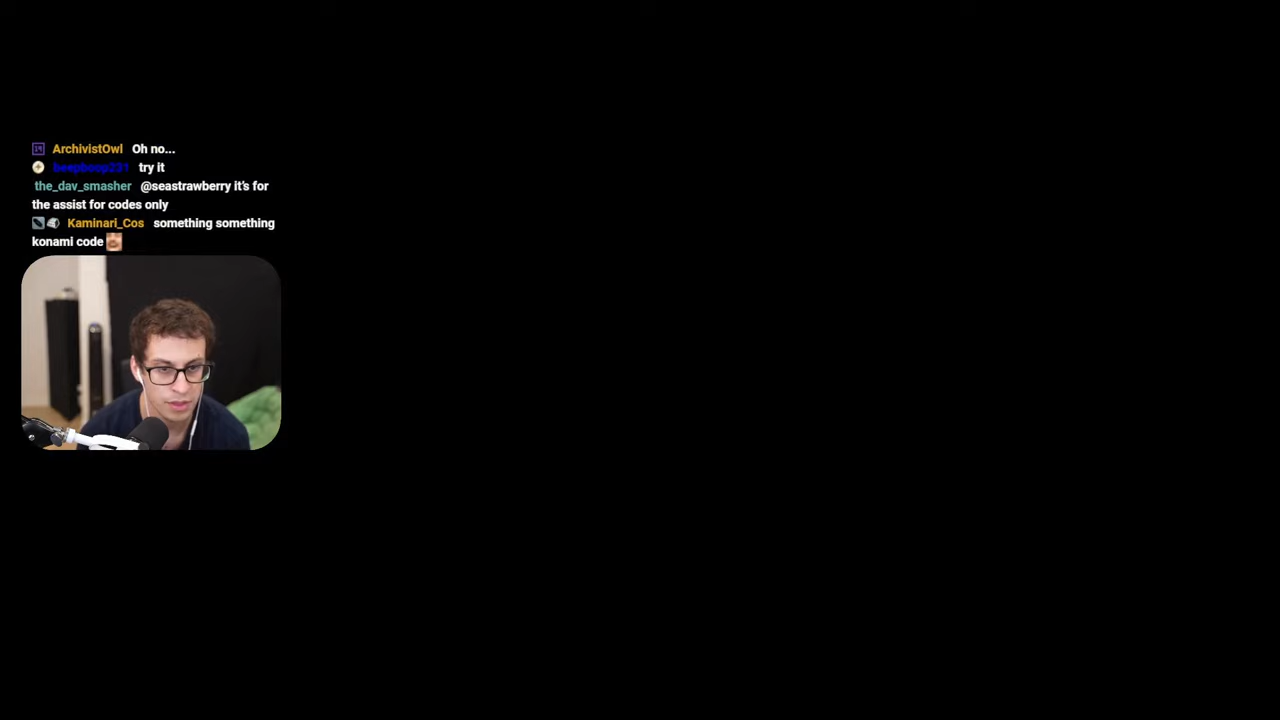 ArchivistOwl Oh no...
beepboop231 try it
the_dav_smasher @seastrawberry it's for
the assist for codes only
Kaminari_Cos something something
konami code